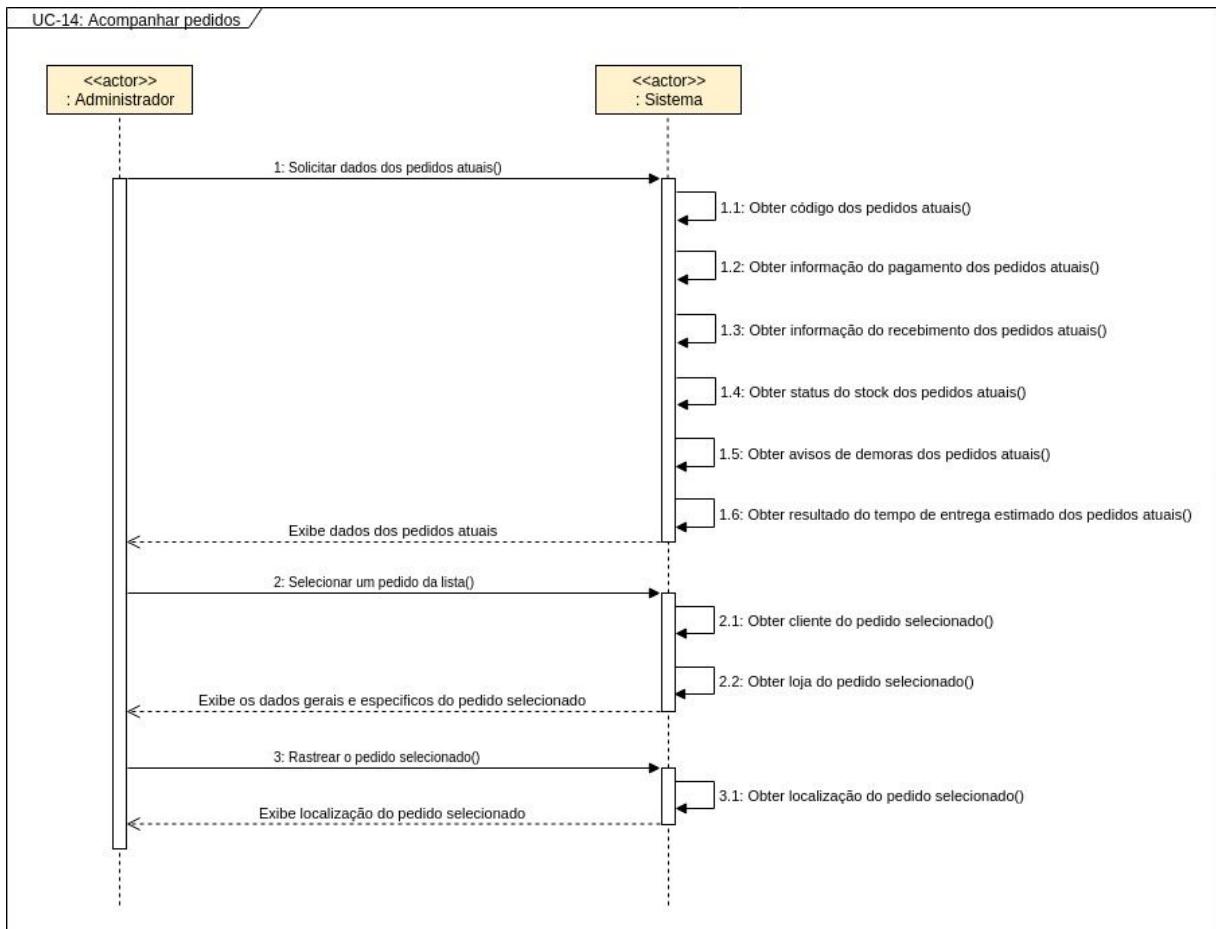 UC-14: Acompanhar pedidos
<<actor>>
: Administrador
<<actor>>
: Sistema
1: Solicitar dados dos pedidos atuais()
1.1: Obter código dos pedidos atuais()
1.2: Obter informação do pagamento dos pedidos atuais()
1.3: Obter informação do recebimento dos pedidos atuais()
1.4: Obter status do stock dos pedidos atuais()
1.5: Obter avisos de demoras dos pedidos atuais()
1.6: Obter resultado do tempo de entrega estimado dos pedidos atuais()
Exibe dados dos pedidos atuais
2: Selecionar um pedido da lista()
2.1: Obter cliente do pedido selecionado()
2.2: Obter loja do pedido selecionado()
Exibe os dados gerais e especificos do pedido selecionado
3: Rastrear o pedido selecionado()
3.1: Obter localização do pedido selecionado()
Exibe localização do pedido selecionado